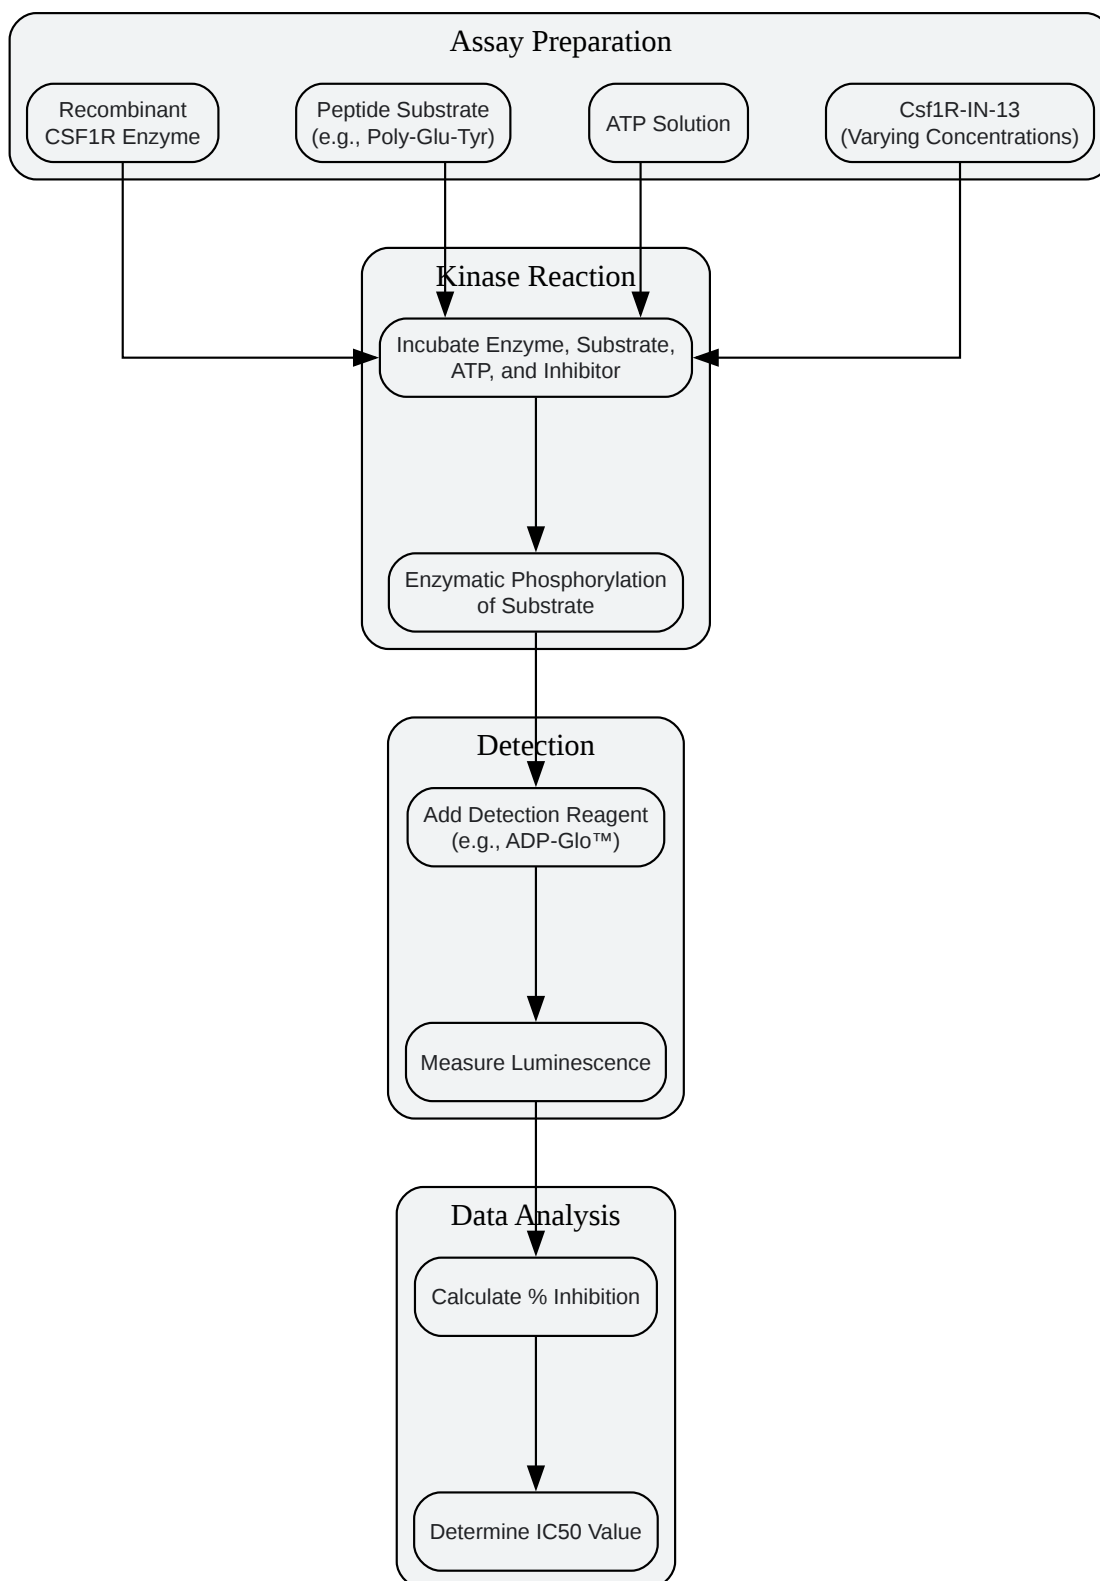 Assay Preparation
Recombinant
CSF1R Enzyme
Peptide Substrate
(e.g., Poly-Glu-Tyr)
ATP Solution
Csf1R-IN-13
(Varying Concentrations)
Kinase Reaction
Incubate Enzyme, Substrate,
ATP, and Inhibitor
Enzymatic Phosphorylation
of Substrate
Detection
Add Detection Reagent
(e.g., ADP-Glo™)
Measure Luminescence
Data Analysis
Calculate % Inhibition
Determine IC50 Value